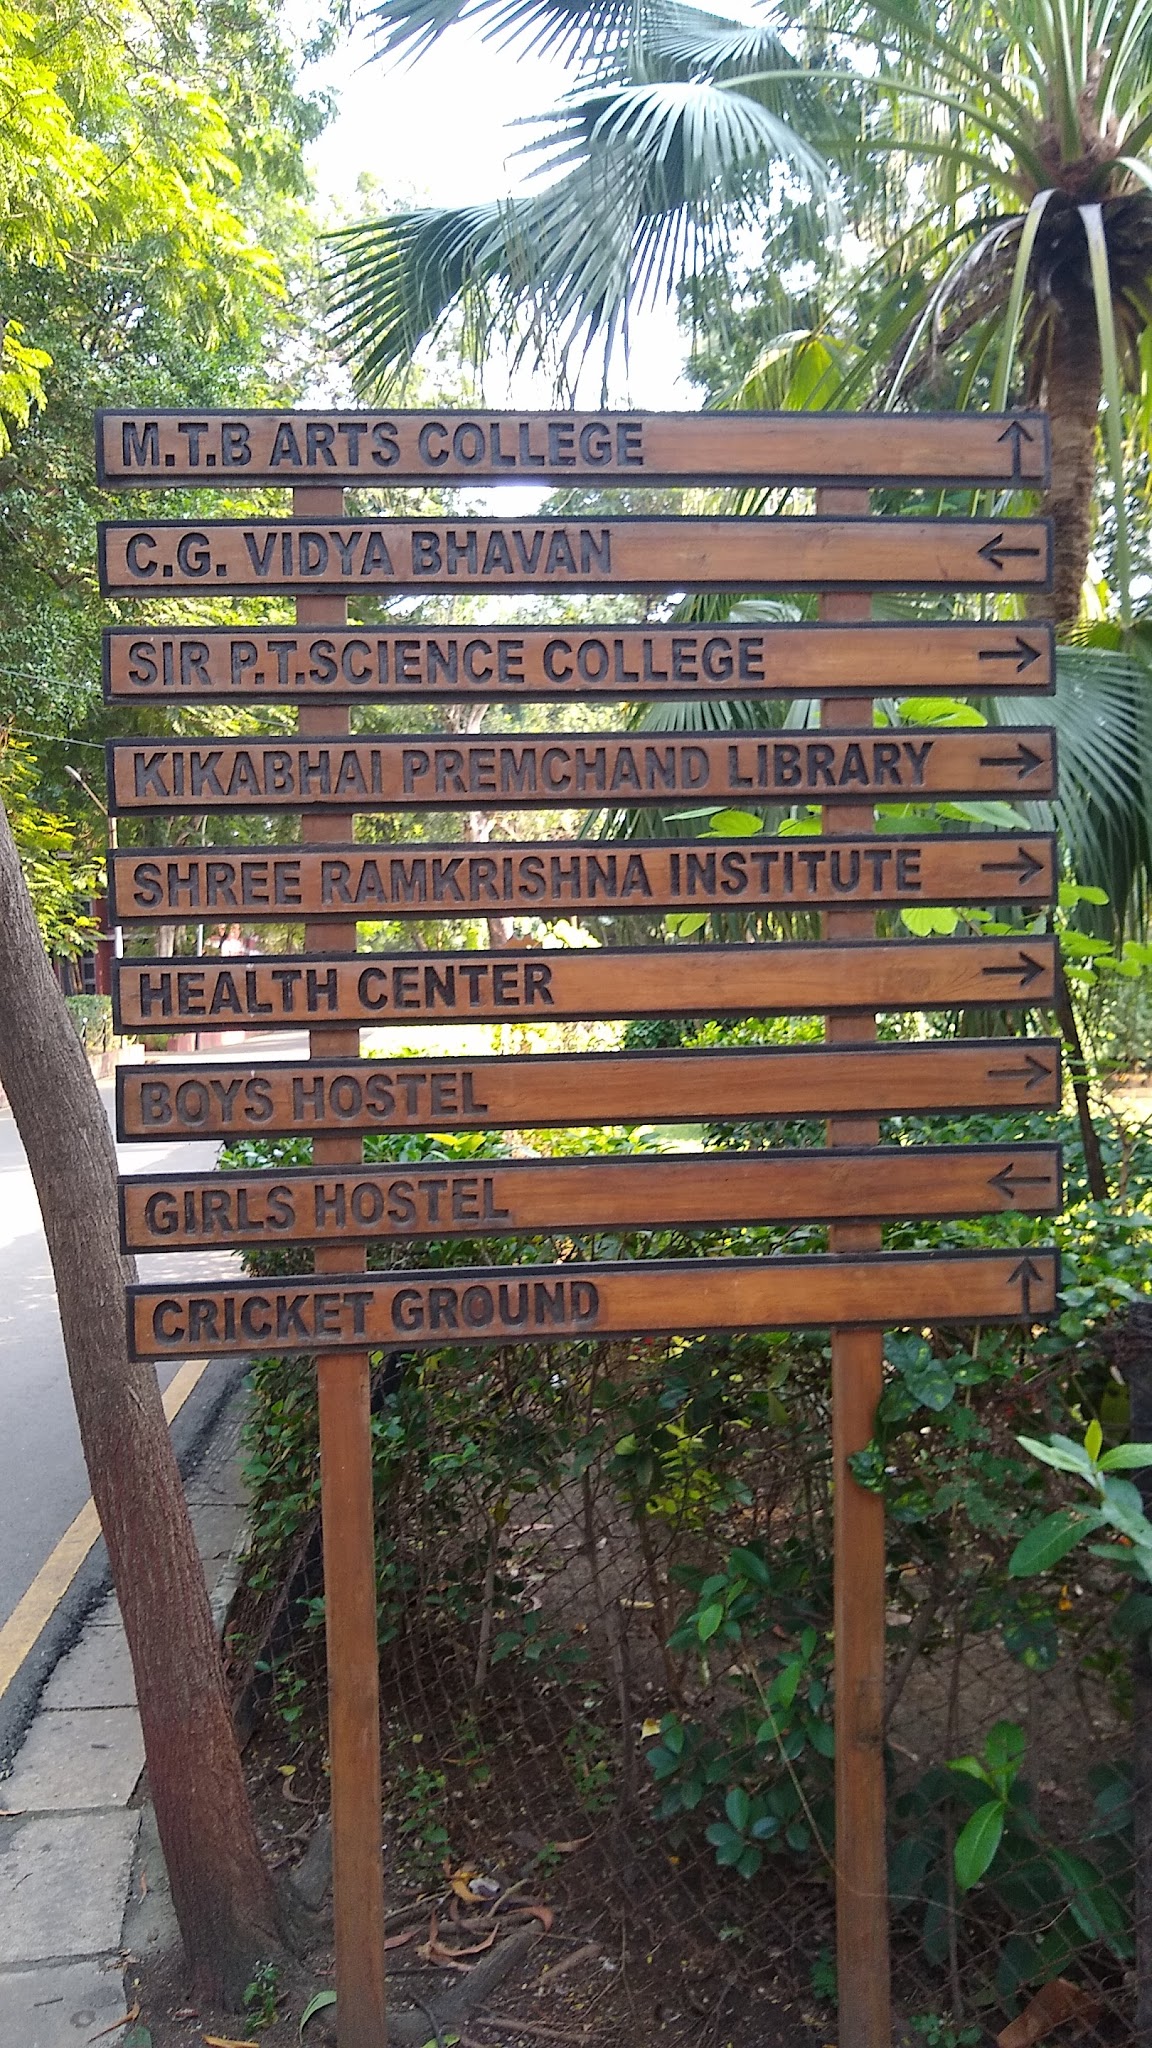 M.T.B ARTS COLLEGE ↑
C.G. VIDYA BHAVAN ←
SIR P.T.SCIENCE COLLEGE →
KIKABHAI PREMCHAND LIBRARY →
SHREE RAMKRISHNA INSTITUTE →
HEALTH CENTER →
BOYS HOSTEL →
GIRLS HOSTEL ←
CRICKET GROUND ↑